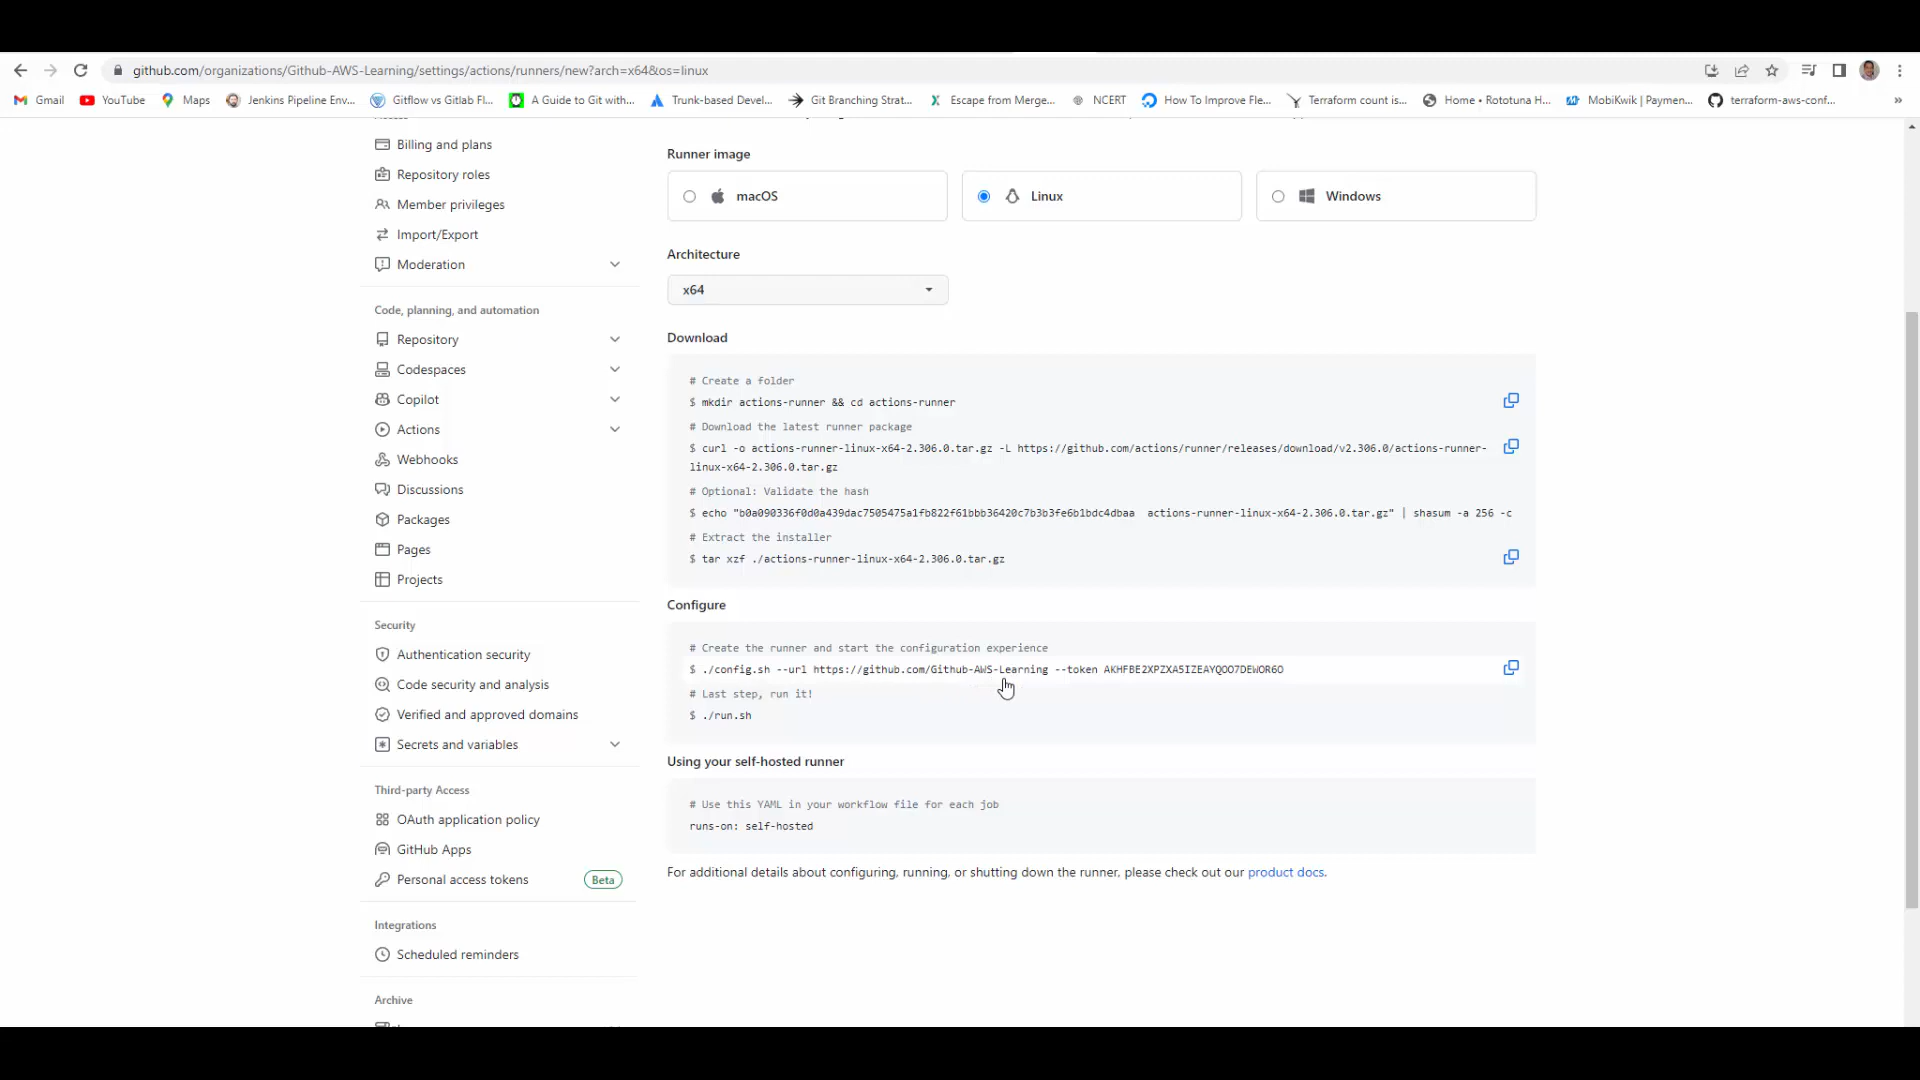 github.com/organizations/Github-AWS-Learning/settings/actions/runners/new?arch=x64&os=linux
Gmail
YouTube
Maps
Jenkins Pipeline Env...
Gitflow vs Gitlab Fl...
A Guide to Git with...
Trunk-based Devel...
Git Branching Strat...
Escape from Merge...
NCERT
How To Improve Fle...
Terraform count is...
Home • Rototuna H...
MobiKwik | Paymen...
terraform-aws-conf...
»
Billing and plans
Repository roles
Member privileges
Import/Export
Moderation
Code, planning, and automation
Repository
Codespaces
Copilot
Actions
Webhooks
Discussions
Packages
Pages
Projects
Security
Authentication security
Code security and analysis
Verified and approved domains
Secrets and variables
Third-party Access
OAuth application policy
GitHub Apps
Personal access tokens Beta
Integrations
Scheduled reminders
Archive
Runner image
macOS
Linux
Windows
Architecture
x64
Download
# Create a folder
$ mkdir actions-runner && cd actions-runner
# Download the latest runner package
$ curl -o actions-runner-linux-x64-2.306.0.tar.gz -L https://github.com/actions/runner/releases/download/v2.306.0/actions-runner-
linux-x64-2.306.0.tar.gz
# Optional: Validate the hash
$ echo "b0a090336f0d0a439dac7505475a1fb822f61bbb36420c7b3b3fe6b1bdc4dbaa  actions-runner-linux-x64-2.306.0.tar.gz" | shasum -a 256 -c
# Extract the installer
$ tar xzf ./actions-runner-linux-x64-2.306.0.tar.gz
Configure
# Create the runner and start the configuration experience
$ ./config.sh --url https://github.com/Github-AWS-Learning --token AKHFBE2XPZXA5IZEAYQOO7DEWOR6O
# Last step, run it!
$ ./run.sh
Using your self-hosted runner
# Use this YAML in your workflow file for each job
runs-on: self-hosted
For additional details about configuring, running, or shutting down the runner, please check out our product docs.